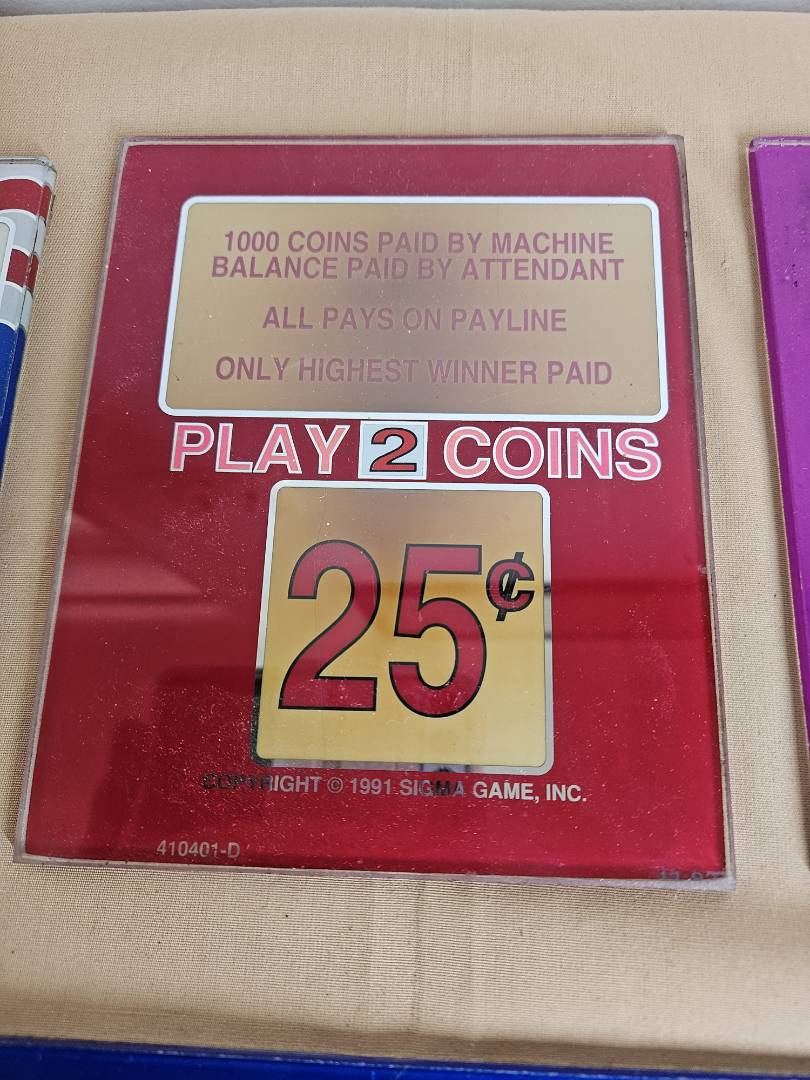 1000 COINS PAID BY MACHINE
BALANCE PAID BY ATTENDANT
ALL PAYS ON PAYLINE
ONLY HIGHEST WINNER PAID
PLAY 2 COINS
25¢
COPYRIGHT © 1991 SIGMA GAME, INC.
410401-D